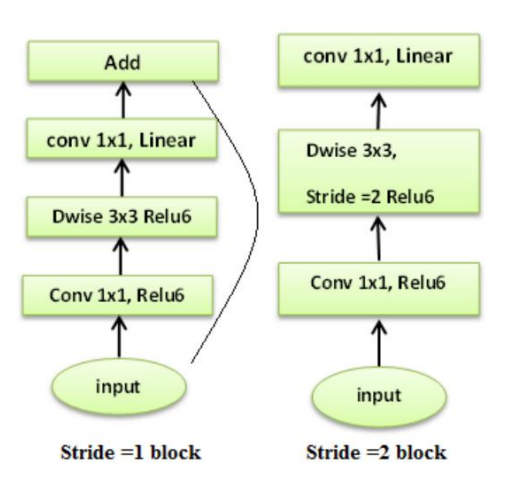 Add
conv 1x1, Linear
Dwise 3x3 Relu6
Conv 1x1, Relu6
input
Stride =1 block
conv 1x1, Linear
Dwise 3x3,
Stride =2 Relu6
Conv 1x1, Relu6
input
Stride =2 block